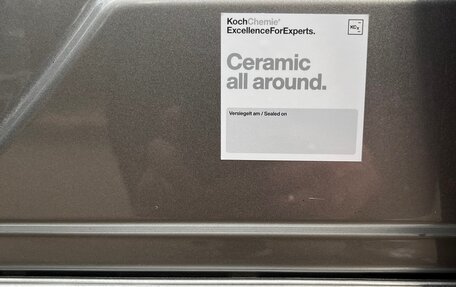 KochChemie®
ExcellenceForExperts.
Ceramic
all around.
Versiegelt am / Sealed on